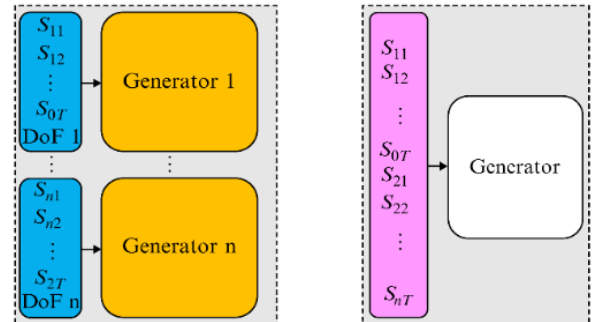 S₁₁
S₁₂
⋮
S₀T
DoF 1
Generator 1
⋮
⋮
Sₙ₁
Sₙ₂
⋮
S₂T
DoF n
Generator n
S₁₁
S₁₂
⋮
S₀T
S₂₁
S₂₂
⋮
SₙT
Generator